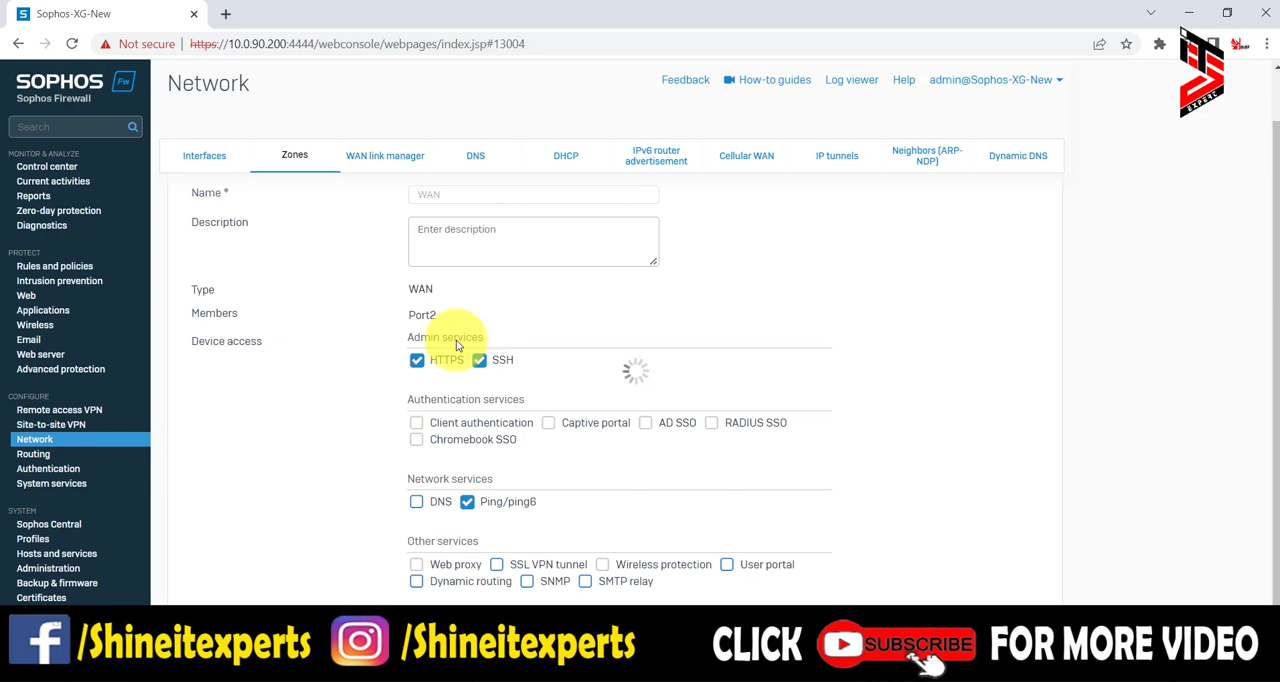 Sophos-XG-New
Not secure | https://10.0.90.200:4444/webconsole/webpages/index.jsp#13004
SOPHOS Fw
Sophos Firewall
Search
MONITOR & ANALYZE
Control center
Current activities
Reports
Zero-day protection
Diagnostics
PROTECT
Rules and policies
Intrusion prevention
Web
Applications
Wireless
Email
Web server
Advanced protection
CONFIGURE
Remote access VPN
Site-to-site VPN
Network
Routing
Authentication
System services
SYSTEM
Sophos Central
Profiles
Hosts and services
Administration
Backup & firmware
Certificates
Network
Feedback How-to guides Log viewer Help admin@Sophos-XG-New
Interfaces Zones WAN link manager DNS DHCP IPv6 router advertisement Cellular WAN IP tunnels Neighbors (ARP-NDP) Dynamic DNS
Name * WAN
Description Enter description
Type WAN
Members Port2
Device access Admin services
HTTPS SSH
Authentication services
Client authentication Captive portal AD SSO RADIUS SSO
Chromebook SSO
Network services
DNS Ping/ping6
Other services
Web proxy SSL VPN tunnel Wireless protection User portal
Dynamic routing SNMP SMTP relay
/Shineitexperts /Shineitexperts CLICK SUBSCRIBE FOR MORE VIDEO